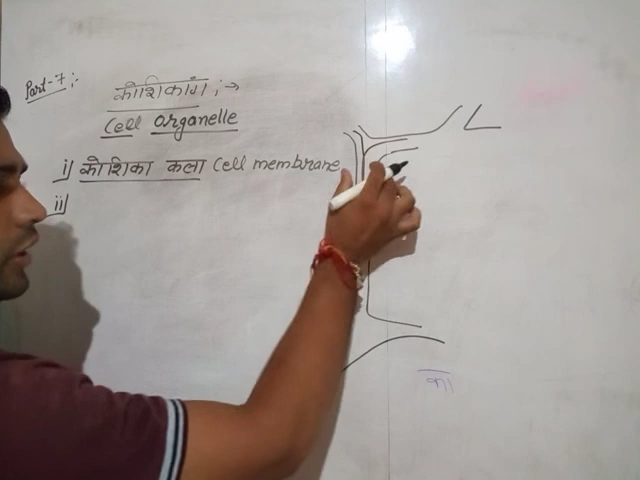 Part-7:
कोशिकांग :→
Cell organelle
i) कोशिका कला Cell membrane
ii)
का